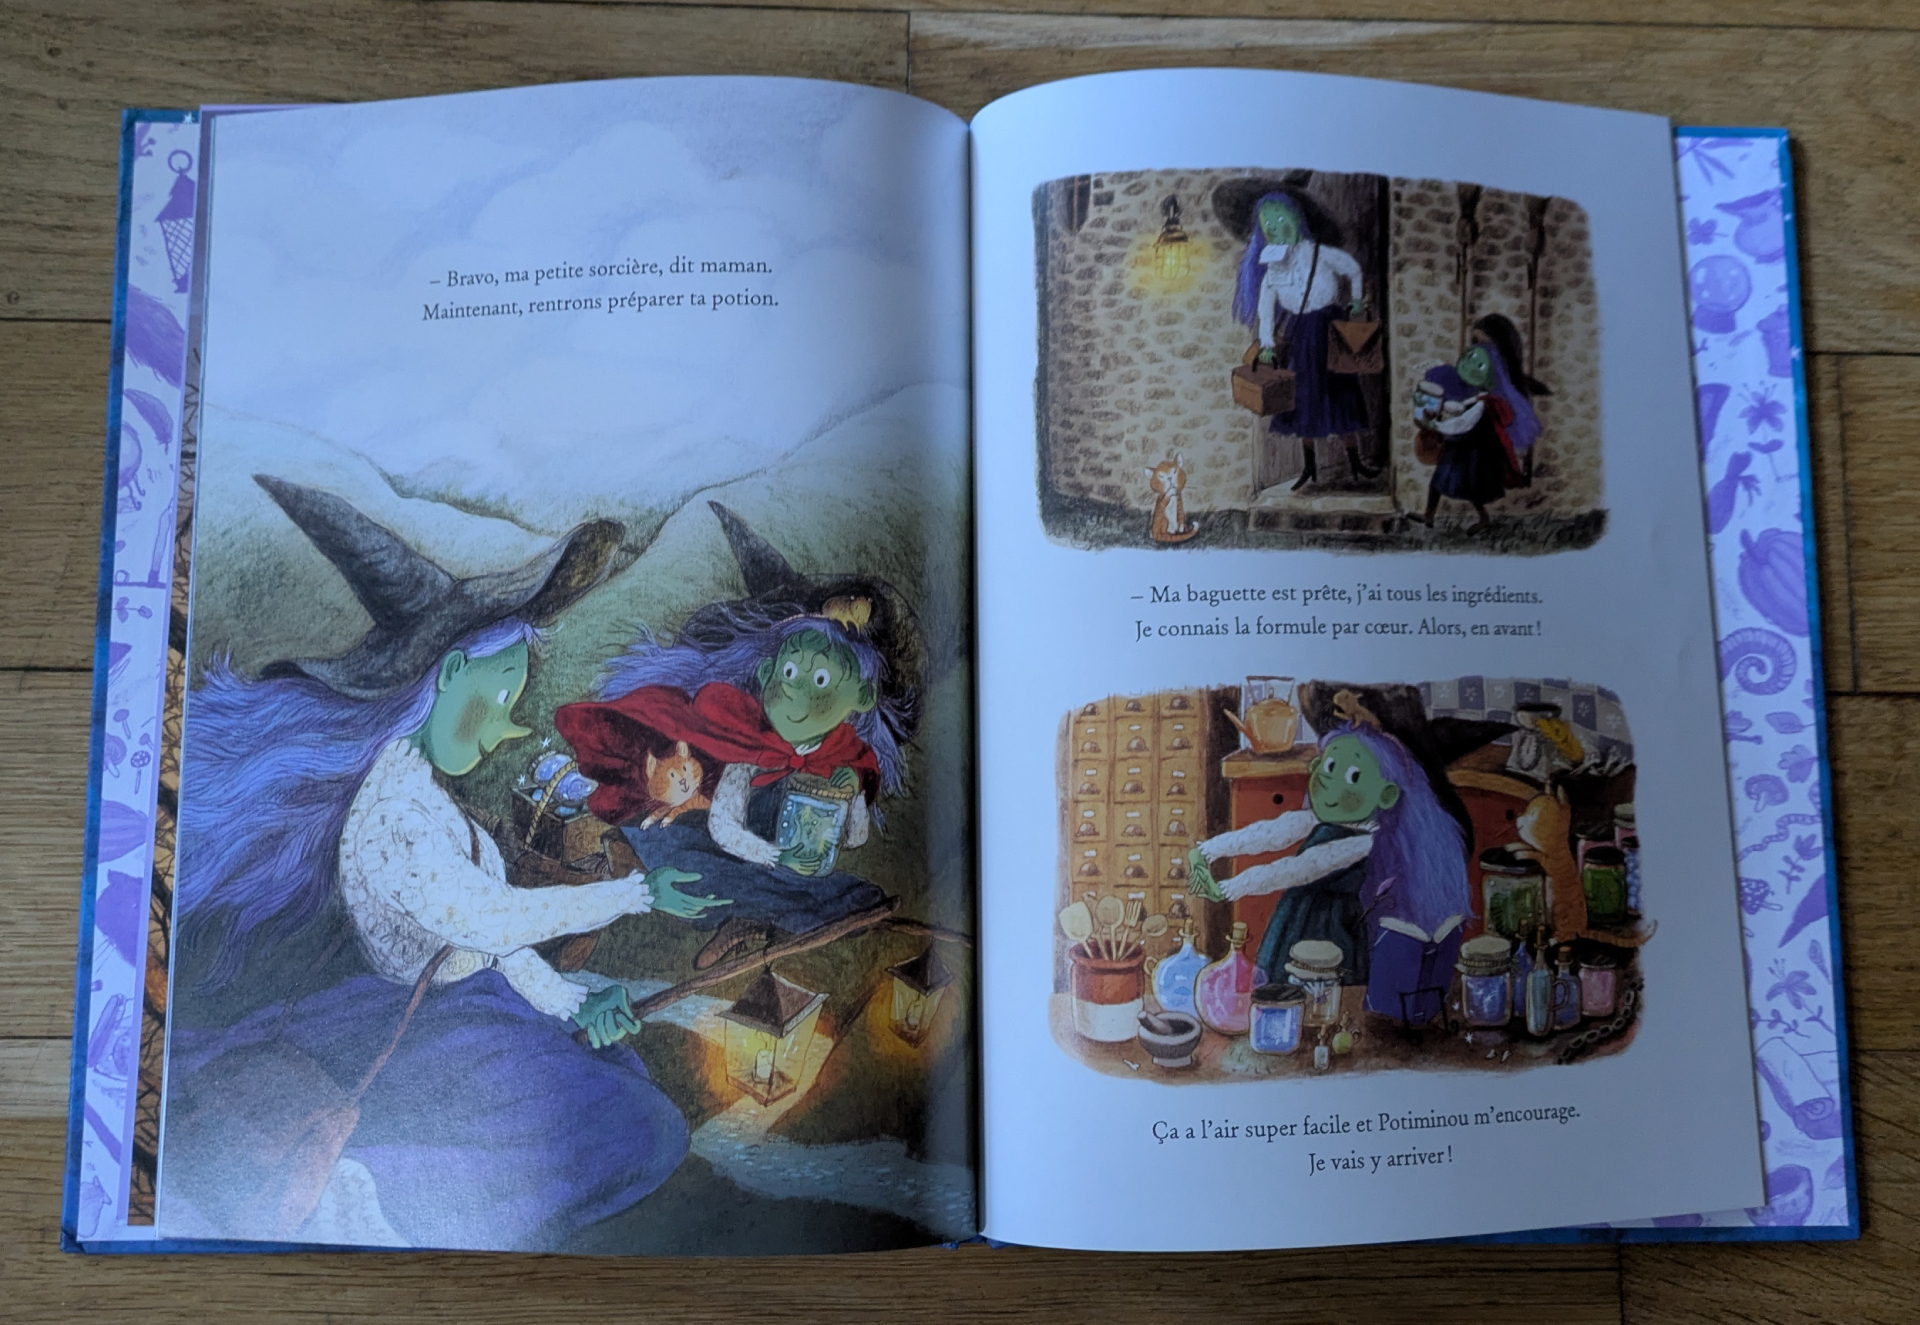 – Bravo, ma petite sorcière, dit maman.
Maintenant, rentrons préparer ta potion.
– Ma baguette est prête, j’ai tous les ingrédients.
Je connais la formule par cœur. Alors, en avant !
Ça a l’air super facile et Potiminou m’encourage.
Je vais y arriver !